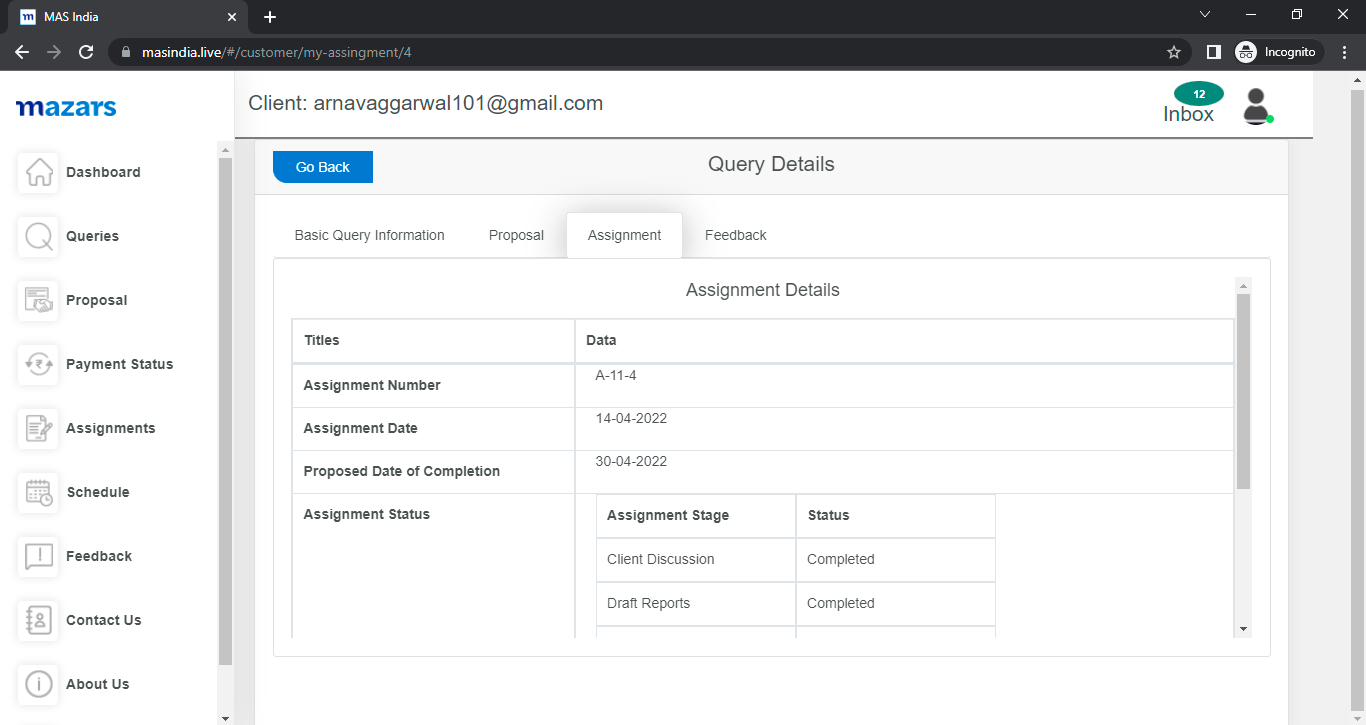 MAS India
masindia.live/#/customer/my-assingment/4
Incognito
mazars
Client: arnavaggarwal101@gmail.com
12
Inbox
Dashboard
Queries
Proposal
Payment Status
Assignments
Schedule
Feedback
Contact Us
About Us
Go Back
Query Details
Basic Query Information Proposal Assignment Feedback
Assignment Details
Titles Data
Assignment Number A-11-4
Assignment Date 14-04-2022
Proposed Date of Completion 30-04-2022
Assignment Status
Assignment Stage Status
Client Discussion Completed
Draft Reports Completed